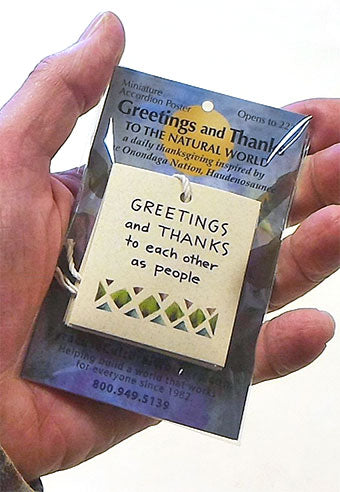 Miniature
Accordion Poster
Opens to 22
Greetings and Thanks
TO THE NATURAL WORLD
a daily thanksgiving inspired by
e Onondaga Nation, Haudenosaunee
GREETINGS
and THANKS
to each other
as people
Helping build a world that works
for everyone since 1982
800.949.5139